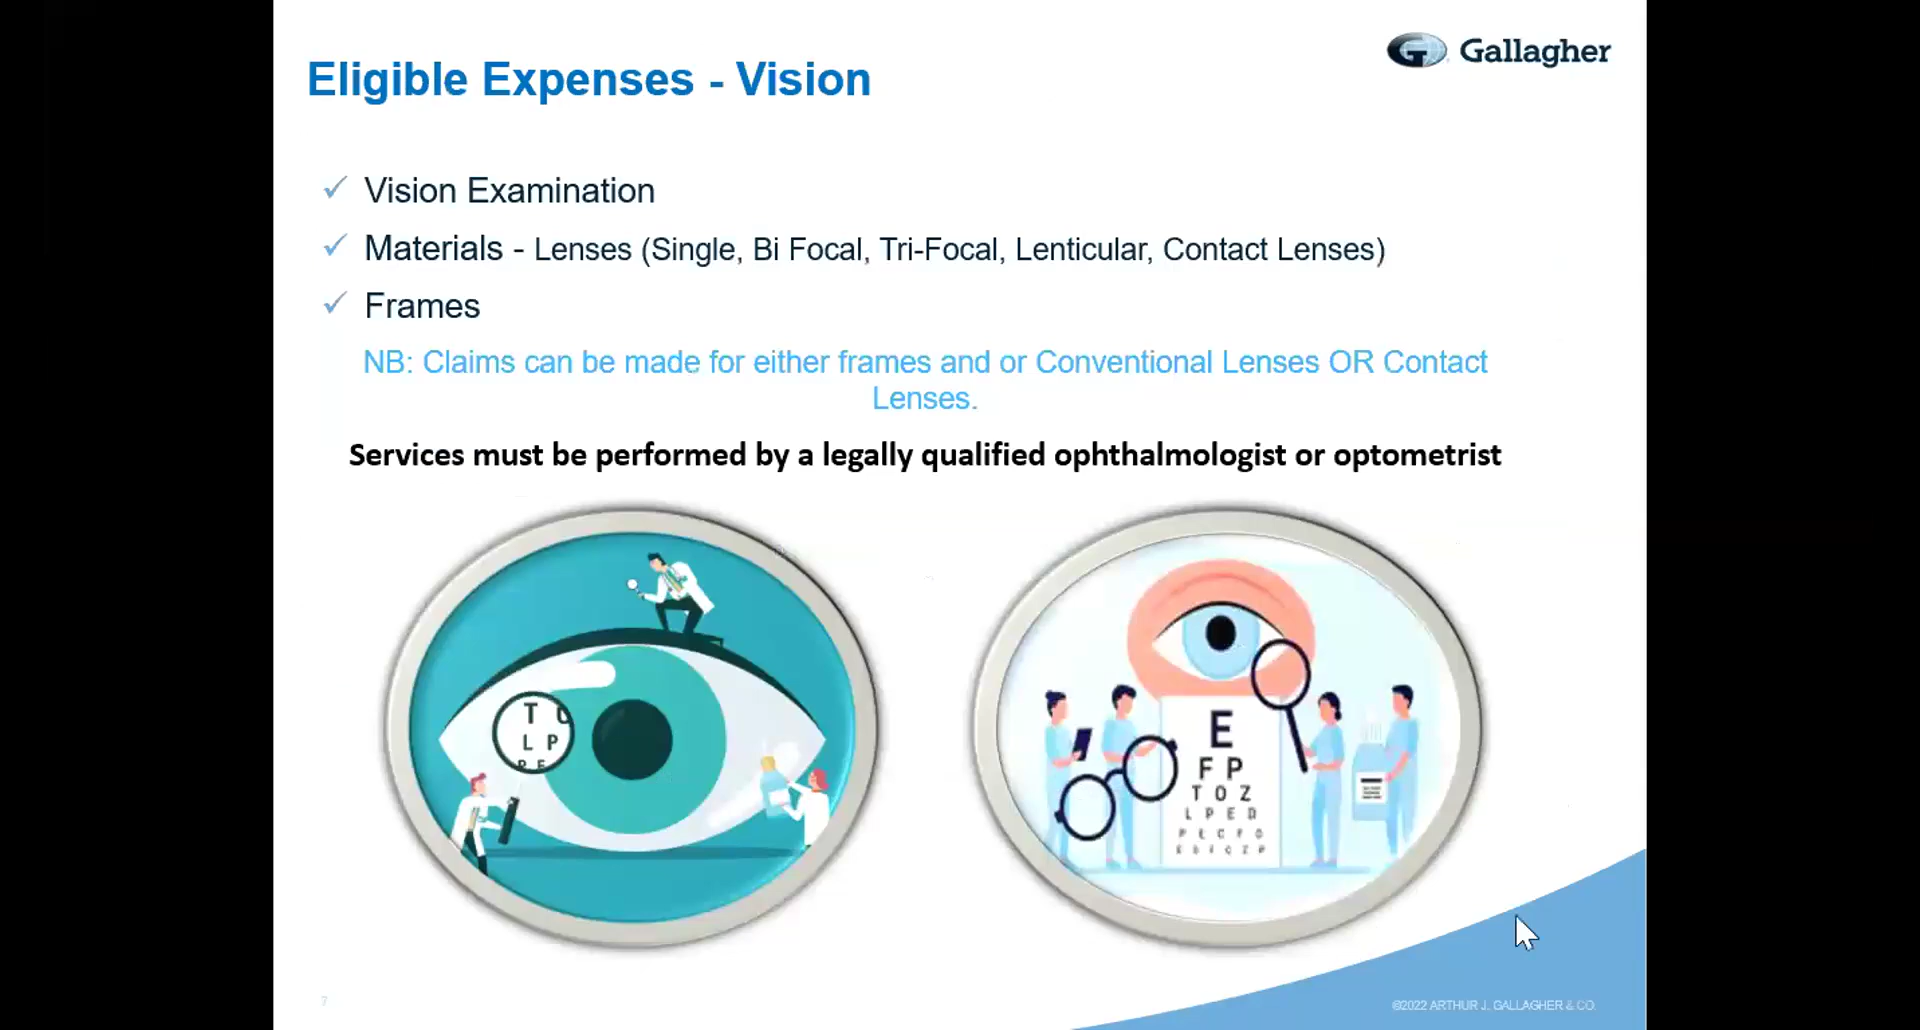 Gallagher
Eligible Expenses - Vision
✓ Vision Examination
✓ Materials - Lenses (Single, Bi Focal, Tri-Focal, Lenticular, Contact Lenses)
✓ Frames
NB: Claims can be made for either frames and or Conventional Lenses OR Contact
Lenses.
Services must be performed by a legally qualified ophthalmologist or optometrist
T
L P
E
F P
T O Z
L P E D
7
©2022 ARTHUR J. GALLAGHER & CO.